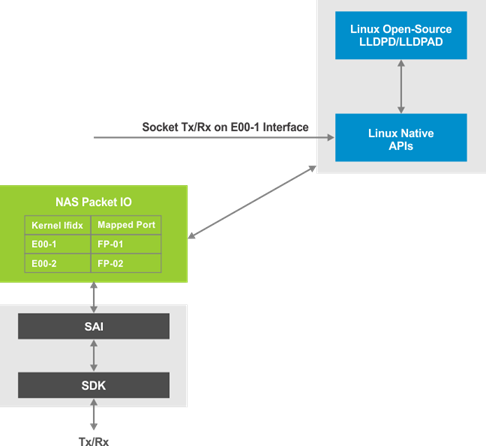 Linux Open-Source
LLDPD/LLDPAD
Socket Tx/Rx on E00-1 Interface
Linux Native
APIs
NAS Packet IO
Kernel Ifidx Mapped Port
E00-1 FP-01
E00-2 FP-02
SAI
SDK
Tx/Rx